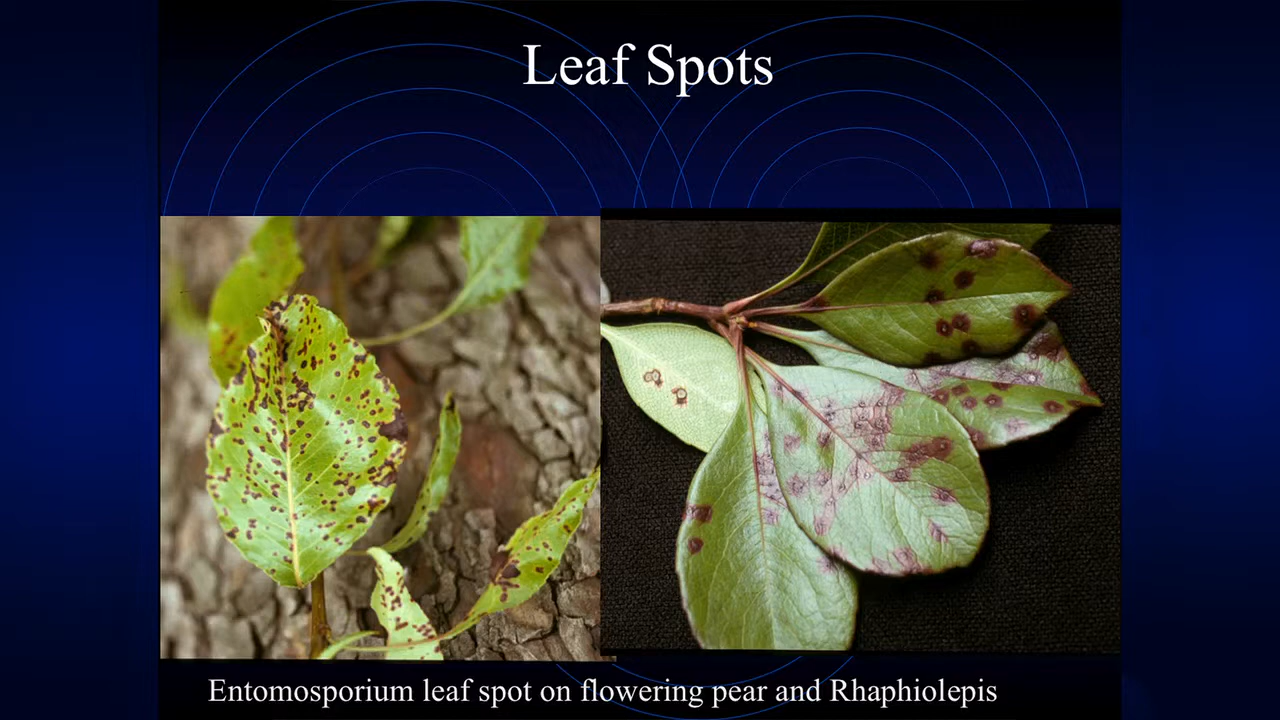 Leaf Spots
Entomosporium leaf spot on flowering pear and Rhaphiolepis